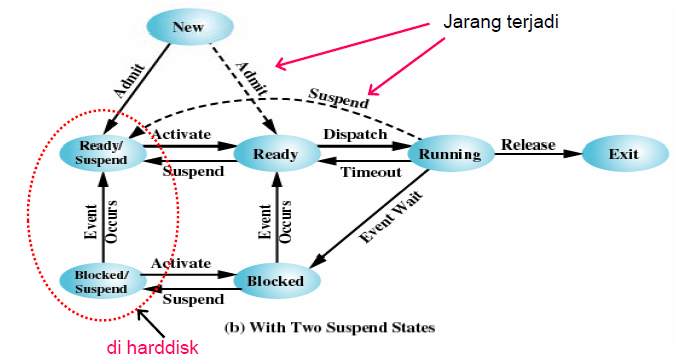 New
Jarang terjadi
Admit
Admit
Suspend
Ready/
Suspend
Activate
Suspend
Ready
Dispatch
Timeout
Running
Release
Exit
Event
Occurs
Event
Occurs
Event Wait
Blocked/
Suspend
Activate
Suspend
Blocked
(b) With Two Suspend States
di harddisk